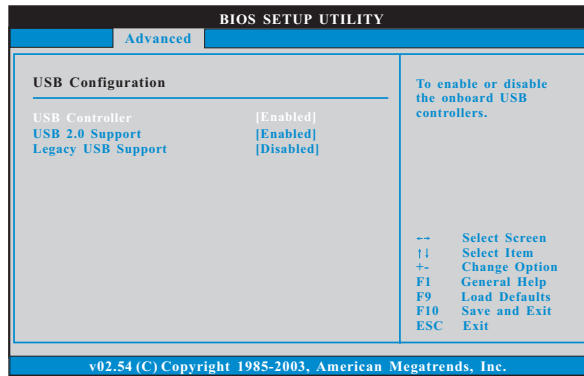 BIOS SETUP UTILITY
Advanced
USB Configuration
USB Controller [Enabled]
USB 2.0 Support [Enabled]
Legacy USB Support [Disabled]
To enable or disable
the onboard USB
controllers.
←→ Select Screen
↑↓ Select Item
+- Change Option
F1 General Help
F9 Load Defaults
F10 Save and Exit
ESC Exit
v02.54 (C) Copyright 1985-2003, American Megatrends, Inc.